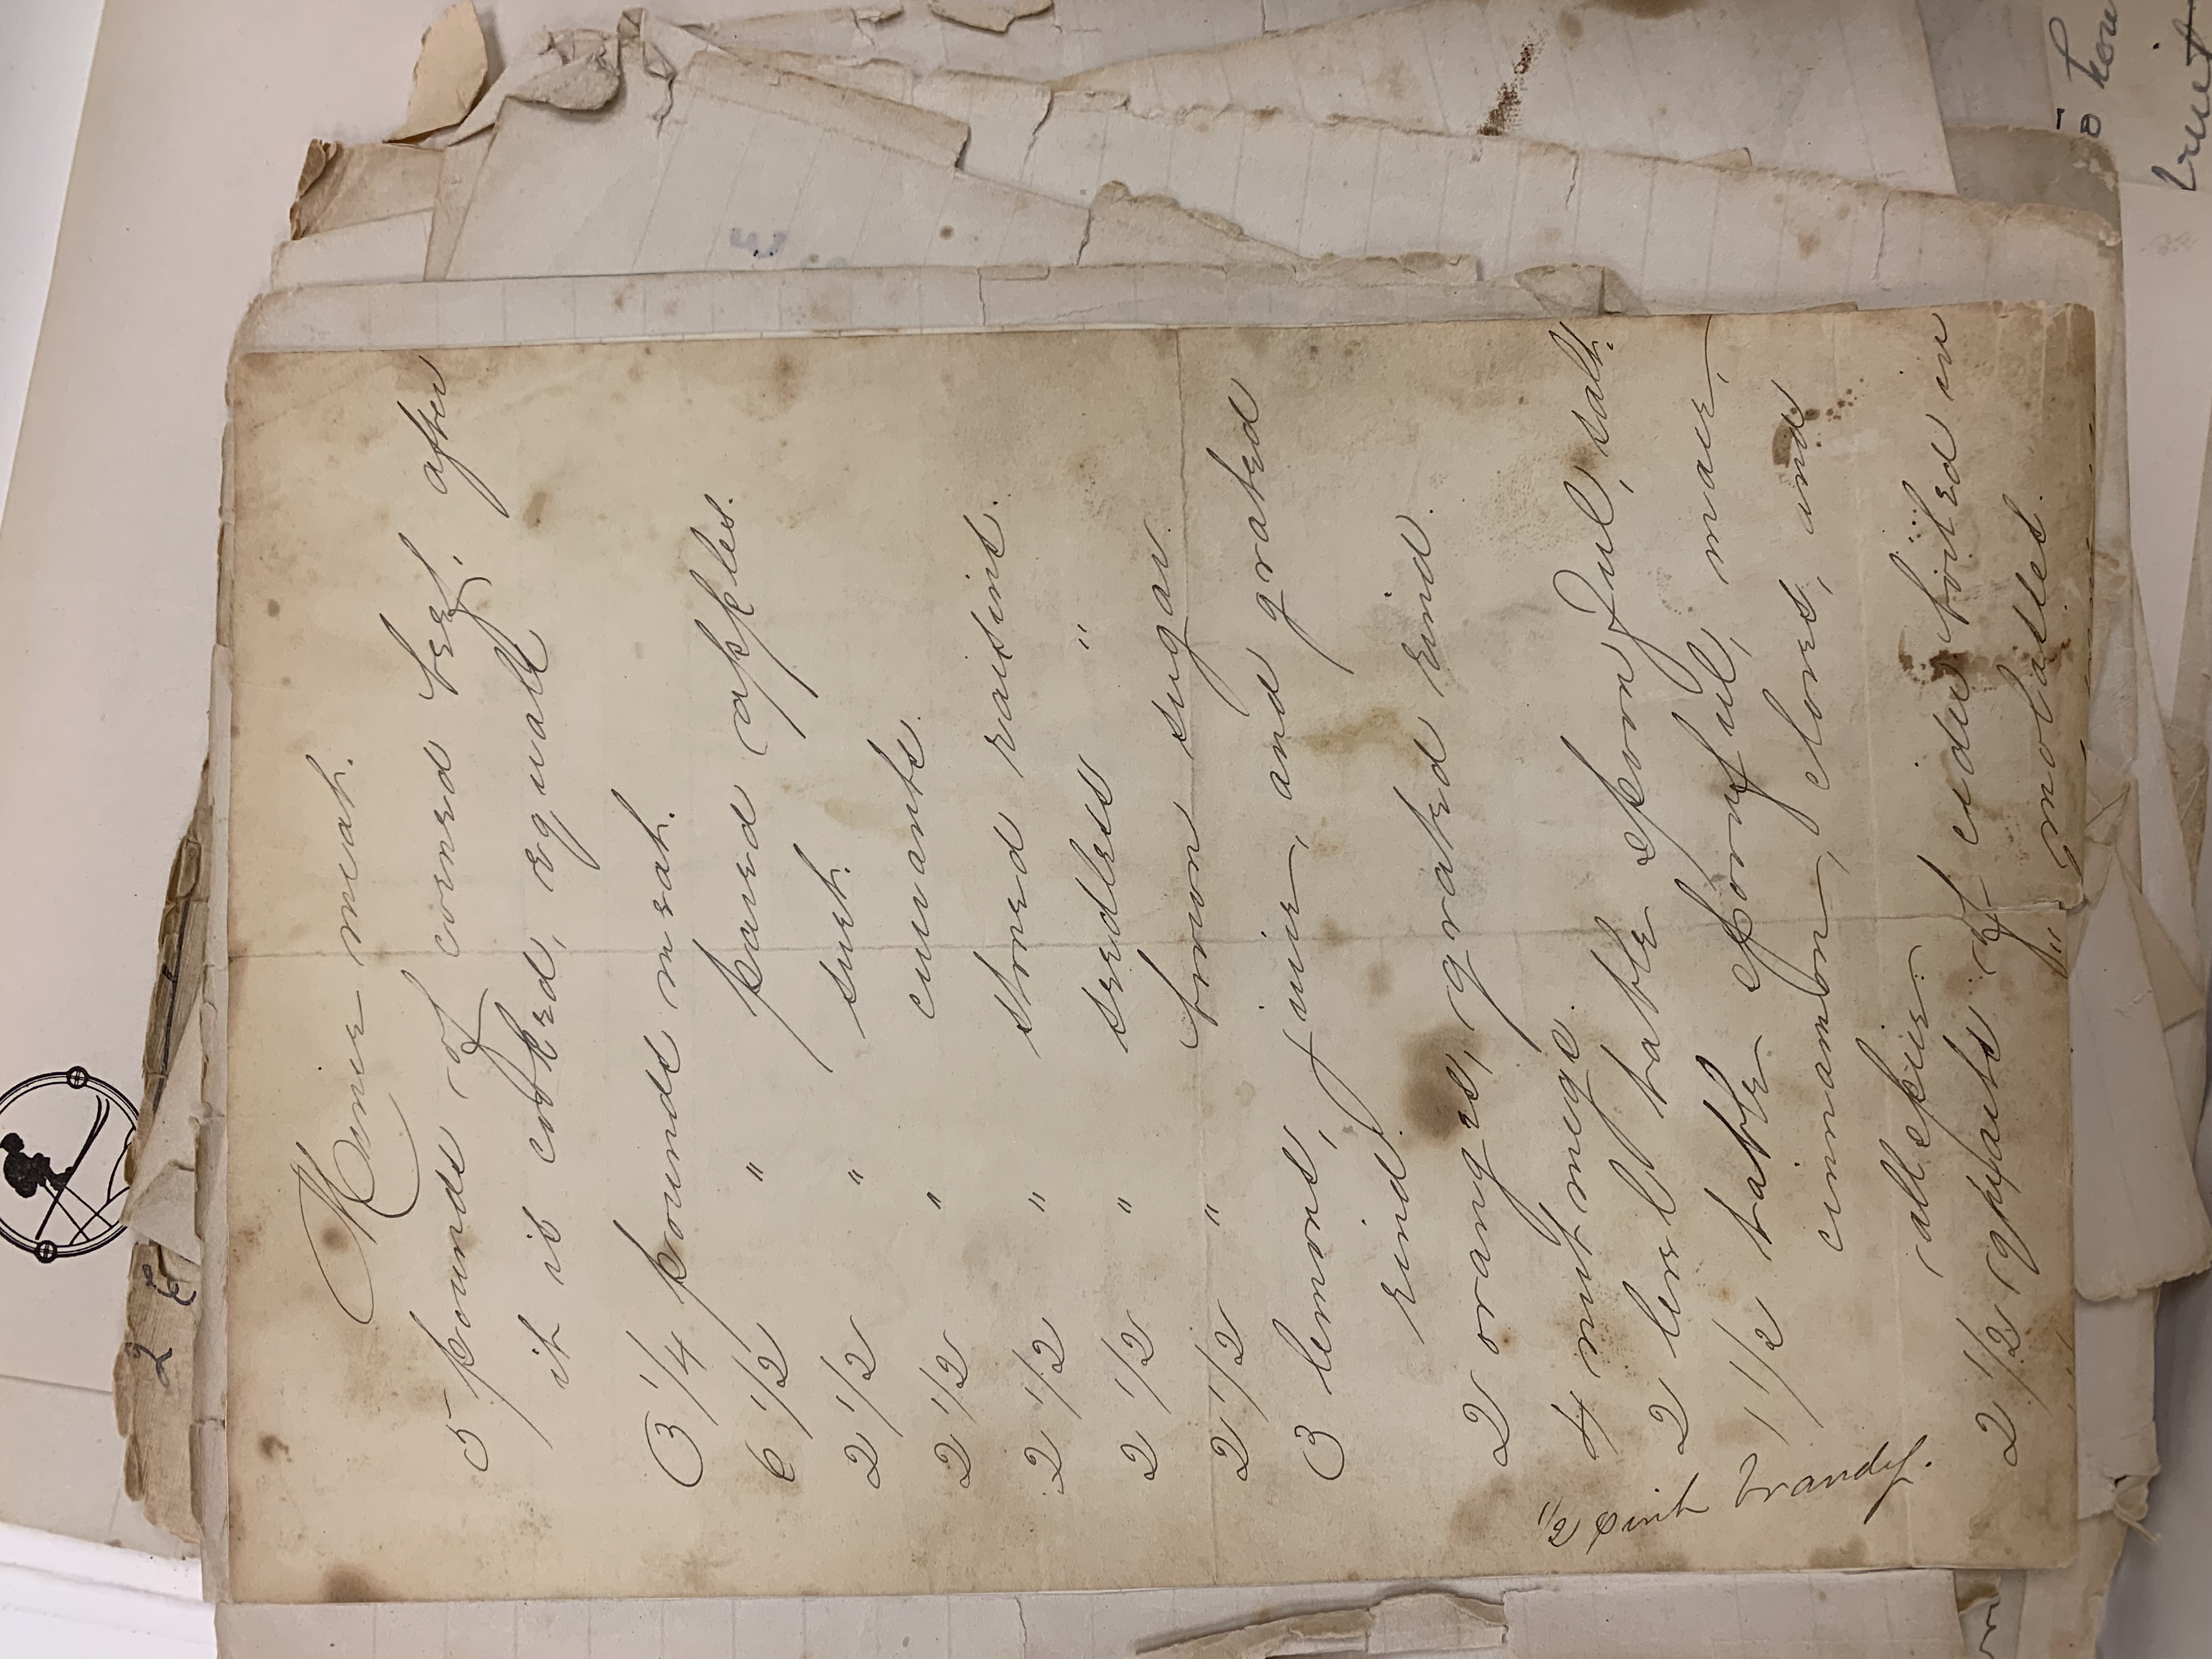 2 E
Mince meat.
5 pounds of corned beef, after
it is cooked, equals
3 1/4 pounds meat.
6 1/2 " pared apples.
2 1/2 " suet.
2 1/2 " currants.
2 1/2 " stoned raisins.
2 1/2 " seedless "
2 1/2 " brown sugar.
3 lemons, juice, and grated
rind.
2 oranges, grated rind.
4 nutmegs.
2 level table spoonful, salt.
1 1/2 table spoonful, mace,
cinnamon, cloves, and
allspice.
2 1/2 quarts of cider boiled in
" molasses.
1/2 pint brandy.